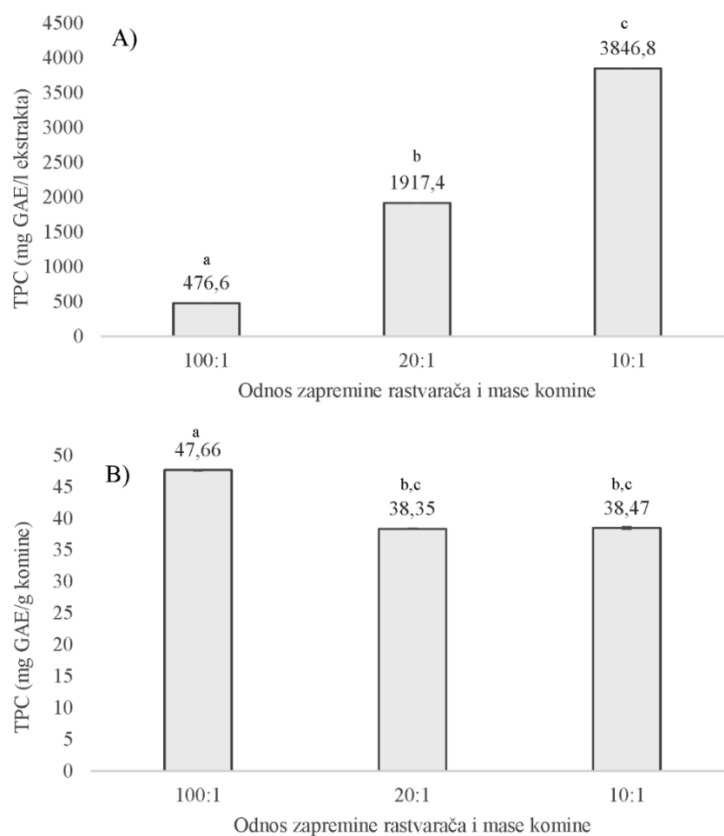 A)
TPC (mg GAE/l ekstrakta)
4500
4000
3500
3000
2500
2000
1500
1000
500
0
a
476,6
b
1917,4
c
3846,8
100:1 20:1 10:1
Odnos zapremine rastvarača i mase komine
B)
TPC (mg GAE/g komine)
50
45
40
35
30
25
20
15
10
5
0
a
47,66
b,c
38,35
b,c
38,47
100:1 20:1 10:1
Odnos zapremine rastvarača i mase komine